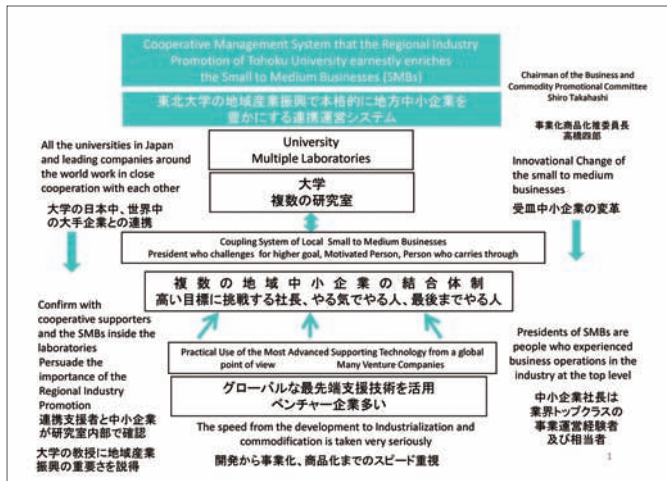 Cooperative Management System that the Regional Industry
Promotion of Tohoku University earnestly enriches
the Small to Medium Businesses (SMBs)
東北大学の地域産業振興で本格的に地方中小企業を
豊かにする連携運営システム
Chairman of the Business and
Commodity Promotional Committee
Shiro Takahashi
事業化商品化推委員長
高橋四郎
All the universities in Japan
and leading companies around
the world work in close
cooperation with each other
大学の日本中、世界中
の大手企業との連携
University
Multiple Laboratories
大学
複数の研究室
Innovational Change of
the small to medium
businesses
受皿中小企業の変革
Coupling System of Local Small to Medium Businesses
President who challenges for higher goal, Motivated Person, Person who carries through
複数の地域中小企業の結合体制
高い目標に挑戦する社長、やる気でやる人、最後までやる人
Confirm with
cooperative supporters
and the SMBs inside the
laboratories
Persuade the
importance of the
Regional Industry
Promotion
連携支援者と中小企業
が研究室内部で確認
大学の教授に地域産業
振興の重要さを説得
Practical Use of the Most Advanced Supporting Technology from a global
point of view Many Venture Companies
グローバルな最先端支援技術を活用
ベンチャー企業多い
The speed from the development to Industrialization and
commodification is taken very seriously
開発から事業化、商品化までのスピード重視
Presidents of SMBs are
people who experienced
business operations in the
industry at the top level
中小企業社長は
業界トップクラスの
事業運営経験者
及び相当者
1